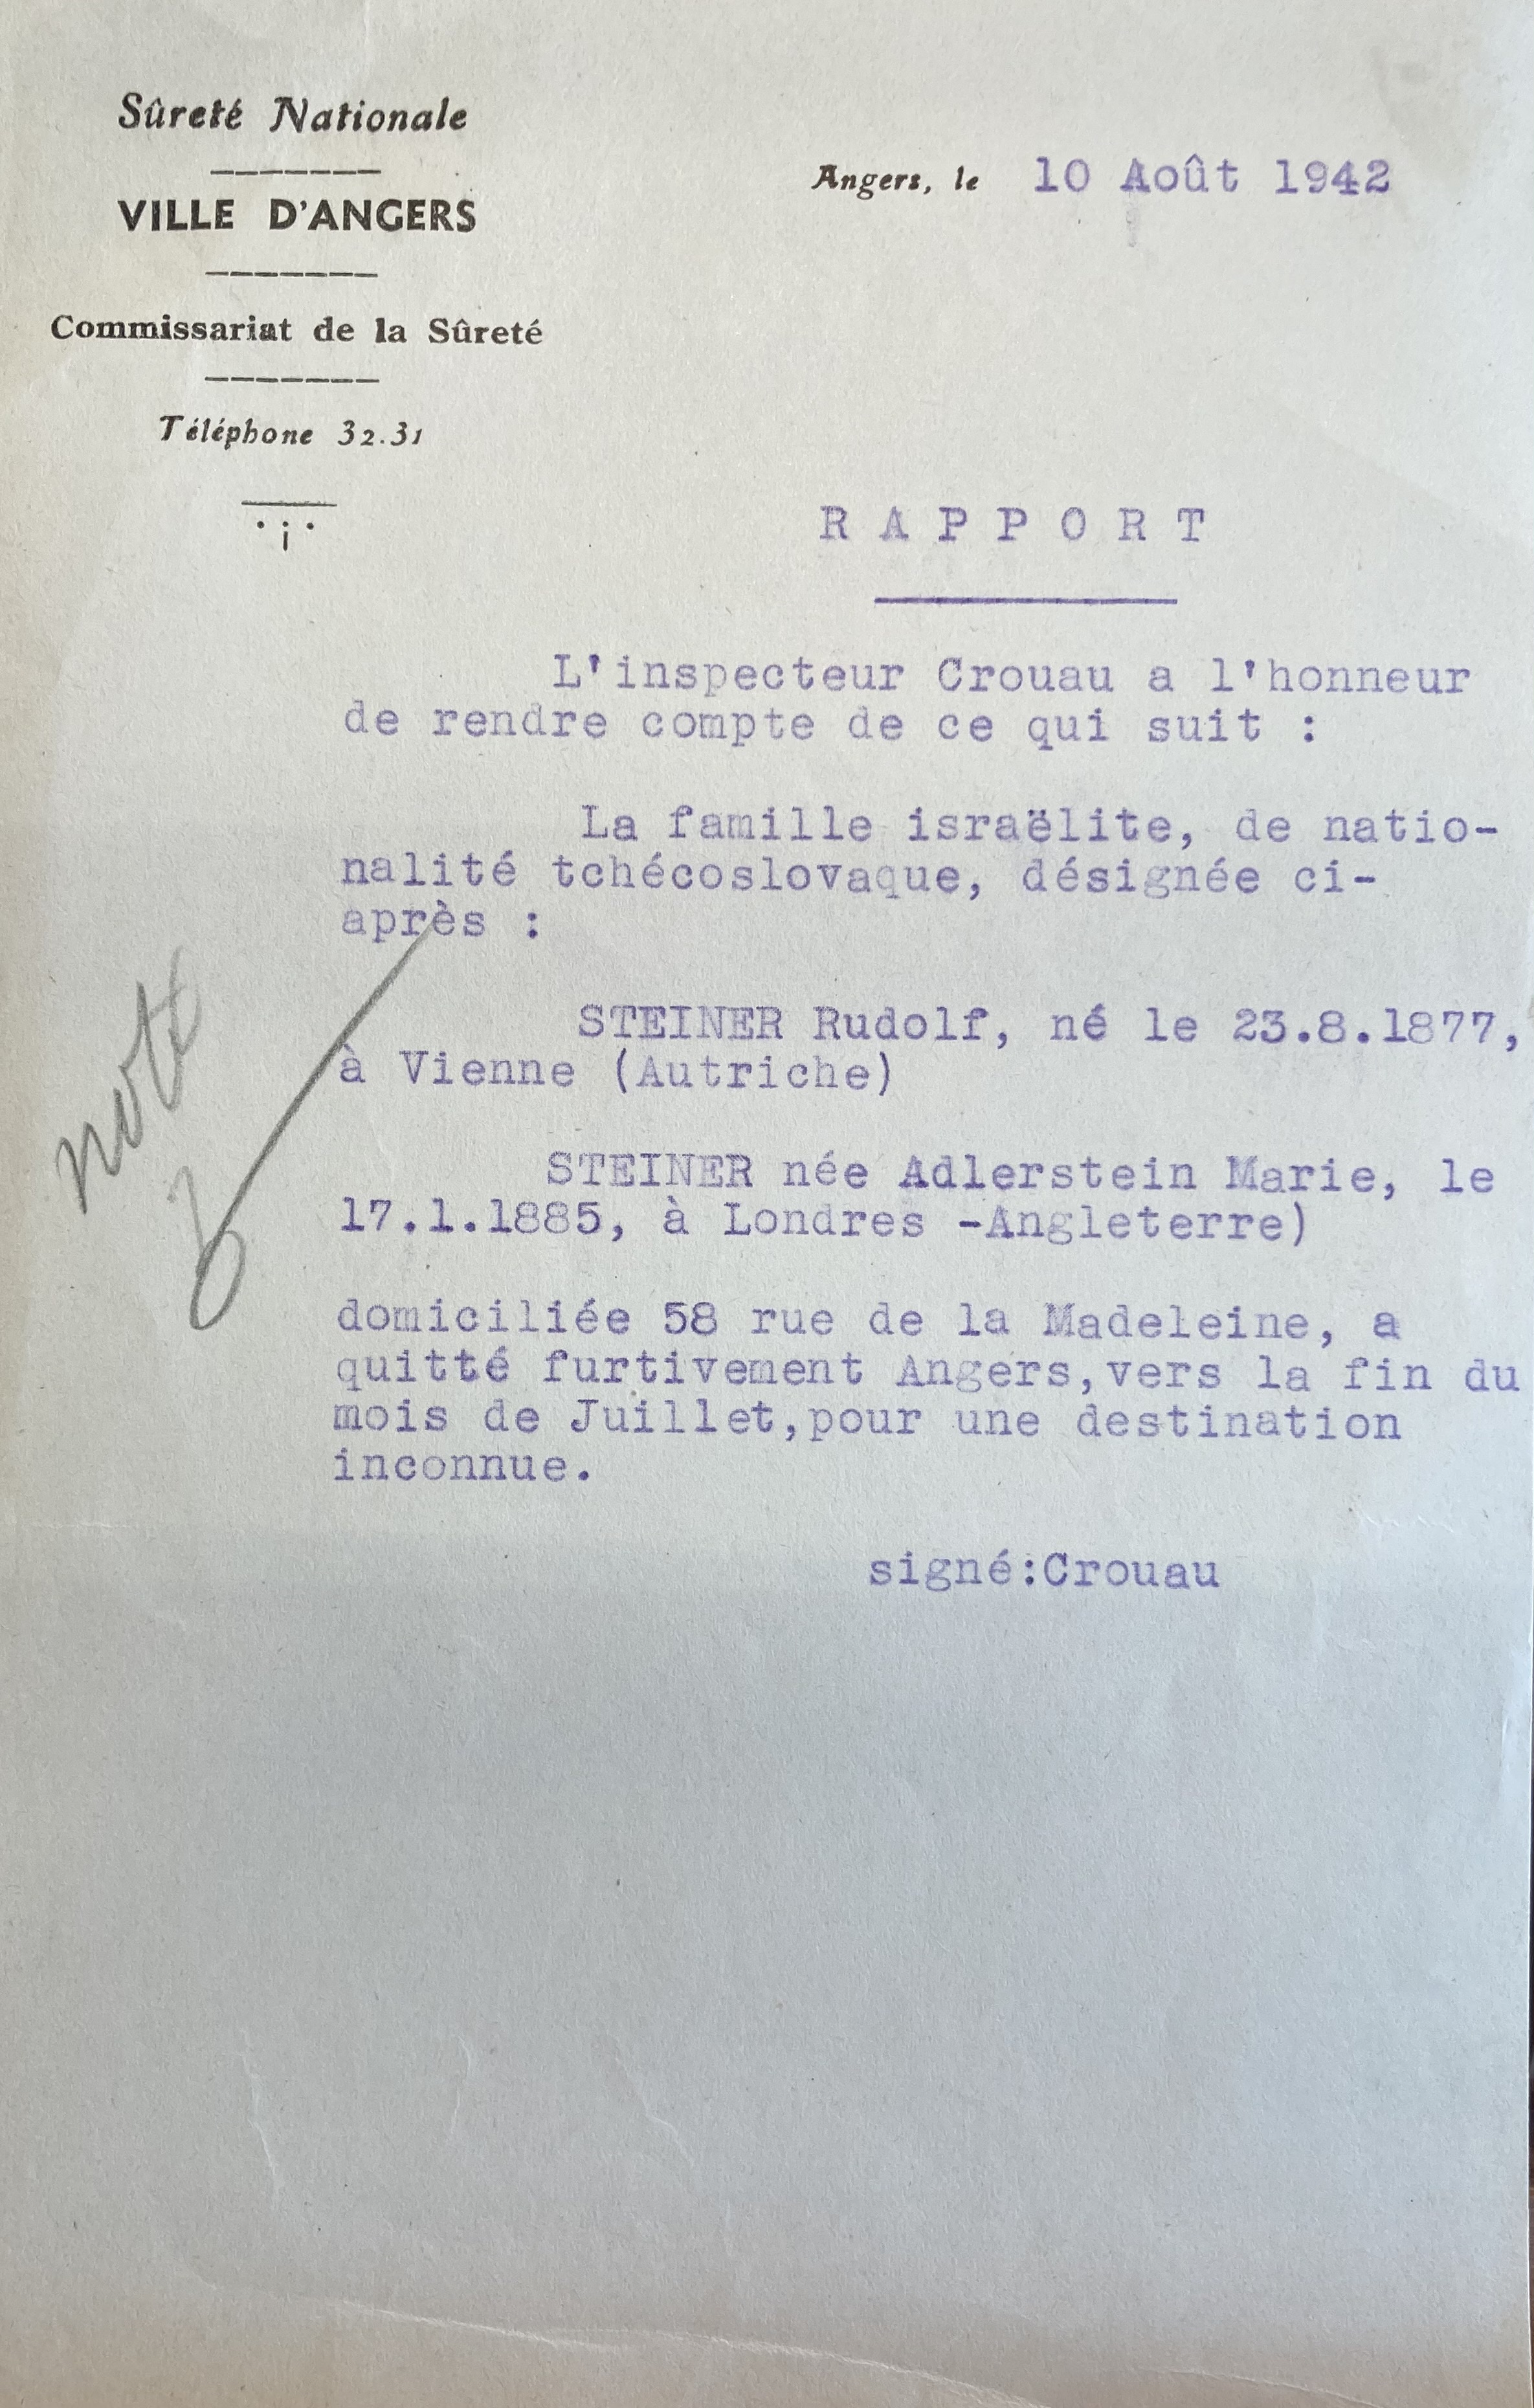 Sûreté Nationale
VILLE D'ANGERS
Commissariat de la Sûreté
Téléphone 32.31
Angers, le 10 Août 1942
RAPPORT
L'inspecteur Crouau a l'honneur
de rendre compte de ce qui suit :
La famille israëlite, de natio-
nalité tchécoslovaque, désignée ci-
après :
STEINER Rudolf, né le 23.8.1877,
à Vienne (Autriche)
STEINER née Adlerstein Marie, le
17.1.1885, à Londres -Angleterre)
domiciliée 58 rue de la Madeleine, a
quitté furtivement Angers,vers la fin du
mois de Juillet,pour une destination
inconnue.
signé:Crouau